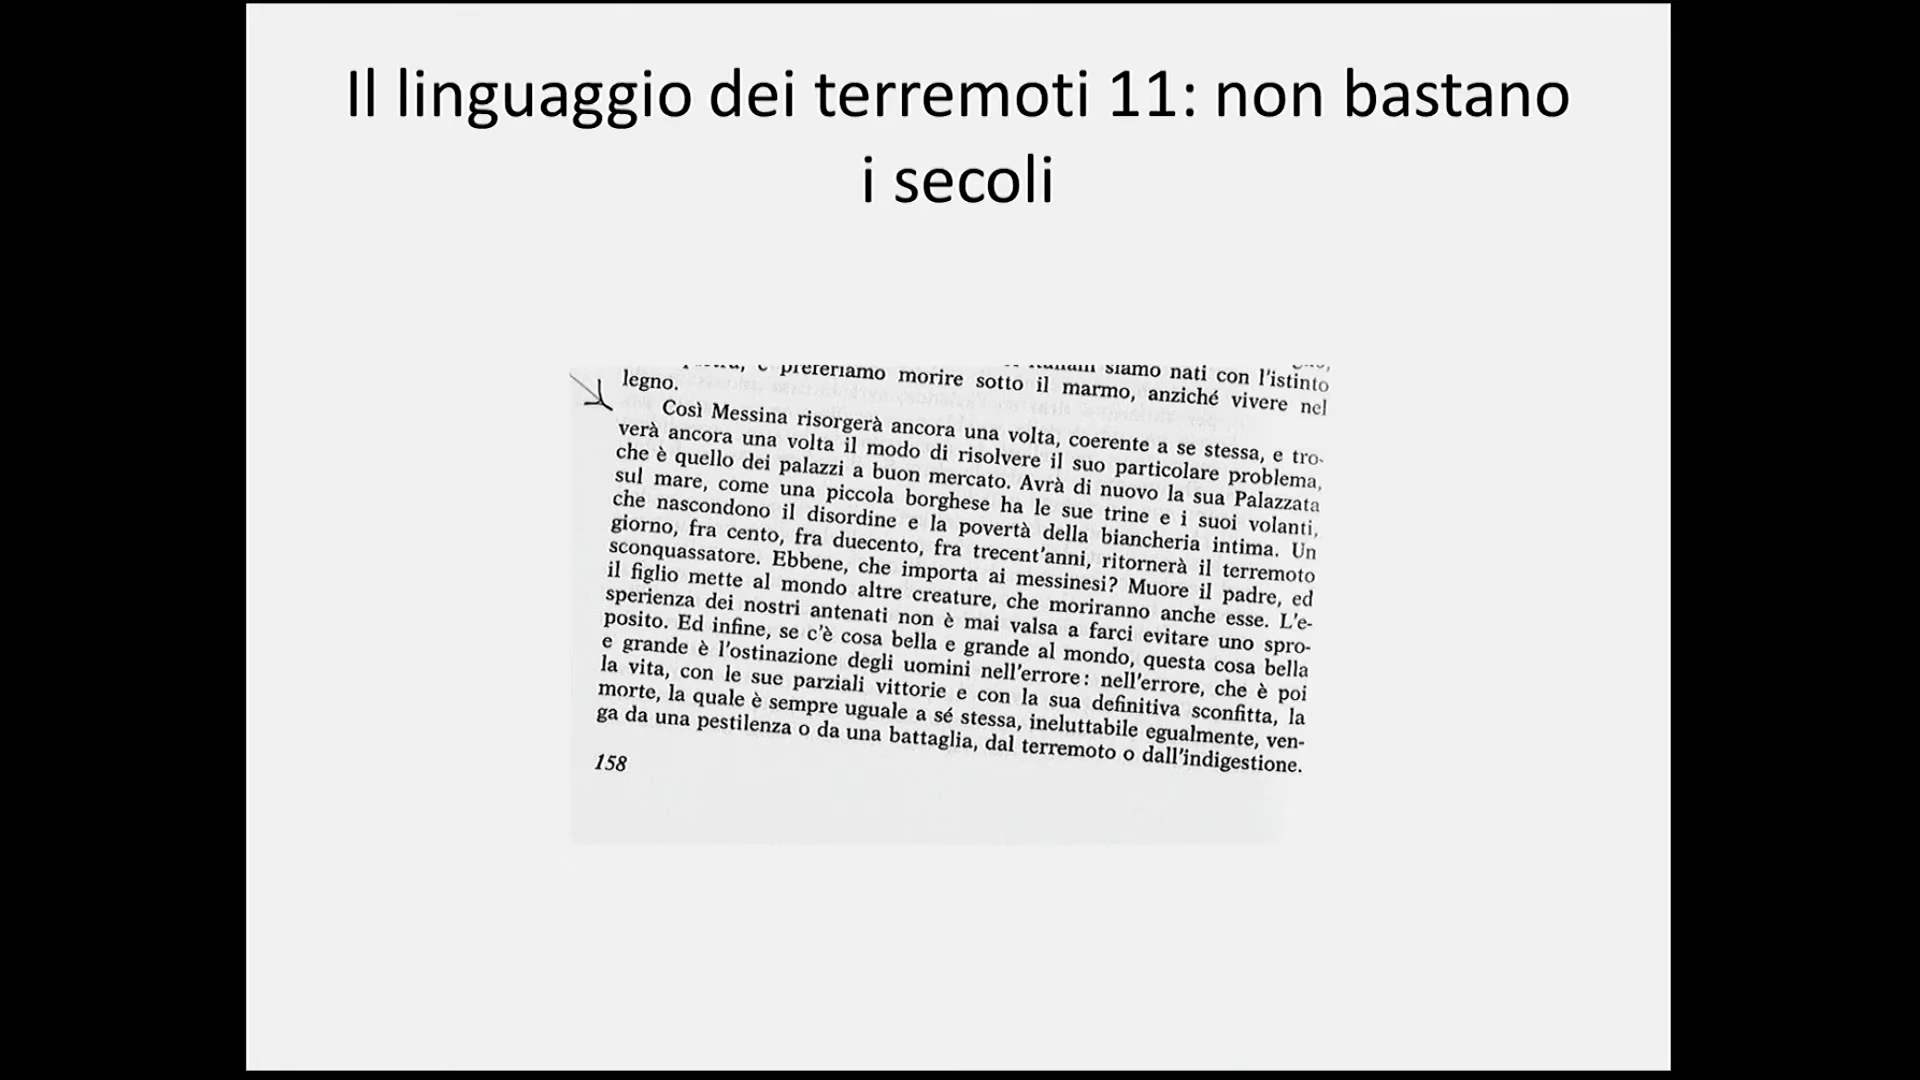 Il linguaggio dei terremoti 11: non bastano
i secoli
siamo nati con l'istinto
preferiamo morire sotto il marmo, anziché vivere nel
legno.
Così Messina risorgerà ancora una volta, coerente a se stessa, e tro-
verà ancora una volta il modo di risolvere il suo particolare problema,
che è quello dei palazzi a buon mercato. Avrà di nuovo la sua Palazzata
sul mare, come una piccola borghese ha le sue trine e i suoi volanti,
che nascondono il disordine e la povertà della biancheria intima. Un
giorno, fra cento, fra duecento, fra trecent'anni, ritornerà il terremoto
sconquassatore. Ebbene, che importa ai messinesi? Muore il padre, ed
il figlio mette al mondo altre creature, che moriranno anche esse. L'e-
sperienza dei nostri antenati non è mai valsa a farci evitare uno spro-
posito. Ed infine, se c'è cosa bella e grande al mondo, questa cosa bella
e grande è l'ostinazione degli uomini nell'errore: nell'errore, che è poi
la vita, con le sue parziali vittorie e con la sua definitiva sconfitta, la
morte, la quale è sempre uguale a sé stessa, ineluttabile egualmente, ven-
ga da una pestilenza o da una battaglia, dal terremoto o dall'indigestione.
158